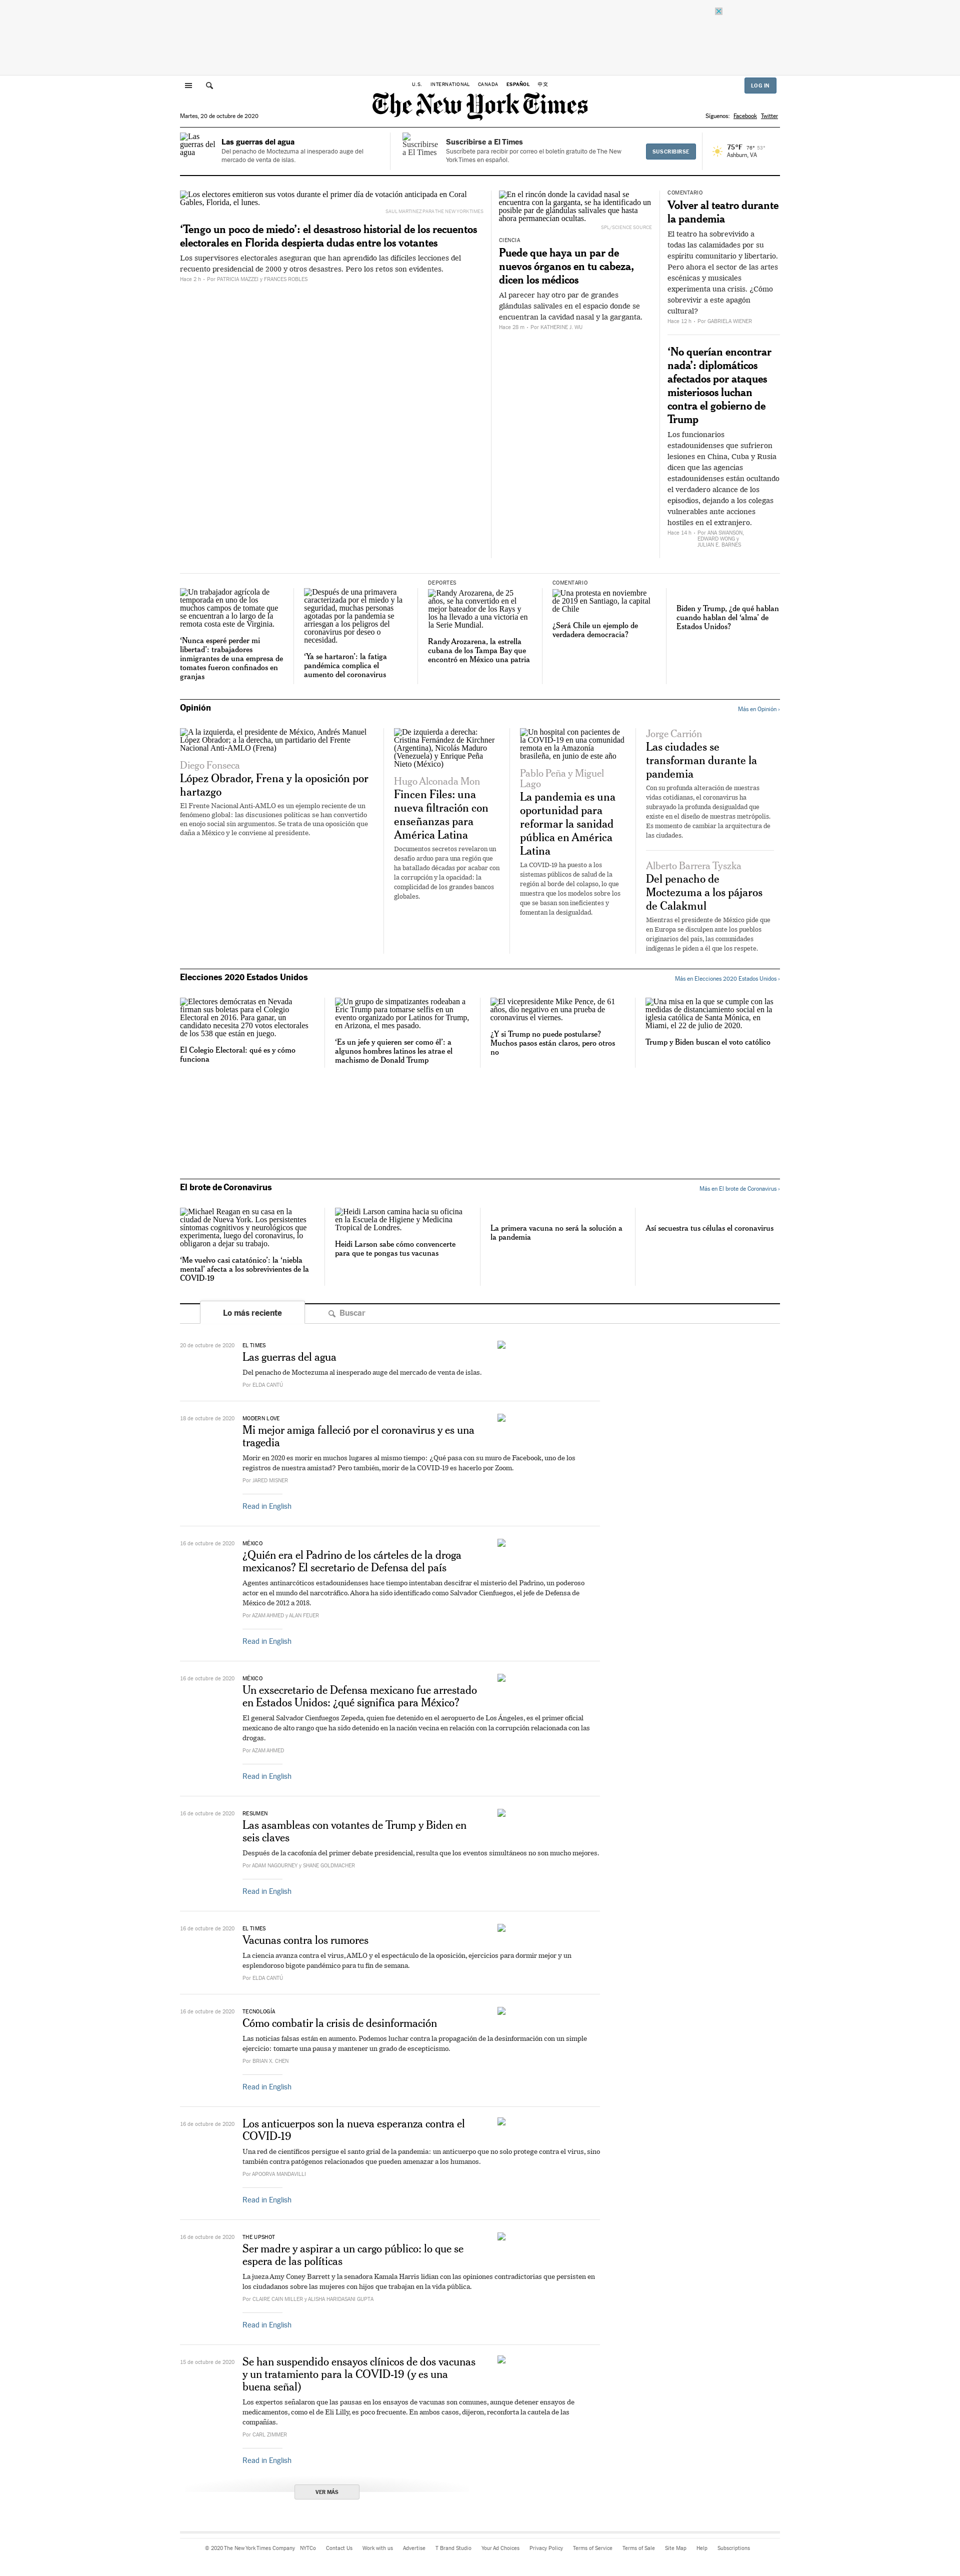 U.S. INTERNATIONAL CANADA ESPAÑOL 中文
LOG IN
The New York Times
Martes, 20 de octubre de 2020
Síguenos: Facebook Twitter
Las guerras del agua
Las guerras del agua
Del penacho de Moctezuma al inesperado auge del
mercado de venta de islas.
Suscribirse a El Times
Suscribirse a El Times
Suscríbete para recibir por correo el boletín gratuito de The New
York Times en español.
SUSCRIBIRSE
75°F 76° 53°
Ashburn, VA
Los electores emitieron sus votos durante el primer día de votación anticipada en Coral
Gables, Florida, el lunes.
SAUL MARTINEZ PARA THE NEW YORK TIMES
‘Tengo un poco de miedo’: el desastroso historial de los recuentos
electorales en Florida despierta dudas entre los votantes
Los supervisores electorales aseguran que han aprendido las difíciles lecciones del
recuento presidencial de 2000 y otros desastres. Pero los retos son evidentes.
Hace 2 h – Por PATRICIA MAZZEI y FRANCES ROBLES
En el rincón donde la cavidad nasal se
encuentra con la garganta, se ha identificado un
posible par de glándulas salivales que hasta
ahora permanecían ocultas.
SPL/SCIENCE SOURCE
CIENCIA
Puede que haya un par de
nuevos órganos en tu cabeza,
dicen los médicos
Al parecer hay otro par de grandes
glándulas salivales en el espacio donde se
encuentran la cavidad nasal y la garganta.
Hace 28 m – Por KATHERINE J. WU
COMENTARIO
Volver al teatro durante
la pandemia
El teatro ha sobrevivido a
todas las calamidades por su
espíritu comunitario y libertario.
Pero ahora el sector de las artes
escénicas y musicales
experimenta una crisis. ¿Cómo
sobrevivir a este apagón
cultural?
Hace 12 h – Por GABRIELA WIENER
‘No querían encontrar
nada’: diplomáticos
afectados por ataques
misteriosos luchan
contra el gobierno de
Trump
Los funcionarios
estadounidenses que sufrieron
lesiones en China, Cuba y Rusia
dicen que las agencias
estadounidenses están ocultando
el verdadero alcance de los
episodios, dejando a los colegas
vulnerables ante acciones
hostiles en el extranjero.
Hace 14 h – Por ANA SWANSON,
EDWARD WONG y
JULIAN E. BARNES
Un trabajador agrícola de
temporada en uno de los
muchos campos de tomate que
se encuentran a lo largo de la
remota costa este de Virginia.
‘Nunca esperé perder mi
libertad’: trabajadores
inmigrantes de una empresa de
tomates fueron confinados en
granjas
Después de una primavera
caracterizada por el miedo y la
seguridad, muchas personas
agotadas por la pandemia se
arriesgan a los peligros del
coronavirus por deseo o
necesidad.
‘Ya se hartaron’: la fatiga
pandémica complica el
aumento del coronavirus
DEPORTES
Randy Arozarena, de 25
años, se ha convertido en el
mejor bateador de los Rays y
los ha llevado a una victoria en
la Serie Mundial.
Randy Arozarena, la estrella
cubana de los Tampa Bay que
encontró en México una patria
COMENTARIO
Una protesta en noviembre
de 2019 en Santiago, la capital
de Chile
¿Será Chile un ejemplo de
verdadera democracia?
Biden y Trump, ¿de qué hablan
cuando hablan del ‘alma’ de
Estados Unidos?
Opinión
Más en Opinión ›
A la izquierda, el presidente de México, Andrés Manuel
López Obrador; a la derecha, un partidario del Frente
Nacional Anti-AMLO (Frena)
Diego Fonseca
López Obrador, Frena y la oposición por
hartazgo
El Frente Nacional Anti-AMLO es un ejemplo reciente de un
fenómeno global: las discusiones políticas se han convertido
en enojo social sin argumentos. Se trata de una oposición que
daña a México y le conviene al presidente.
De izquierda a derecha:
Cristina Fernández de Kirchner
(Argentina), Nicolás Maduro
(Venezuela) y Enrique Peña
Nieto (México)
Hugo Alconada Mon
Fincen Files: una
nueva filtración con
enseñanzas para
América Latina
Documentos secretos revelaron un
desafío arduo para una región que
ha batallado décadas por acabar con
la corrupción y la opacidad: la
complicidad de los grandes bancos
globales.
Un hospital con pacientes de
la COVID-19 en una comunidad
remota en la Amazonía
brasileña, en junio de este año
Pablo Peña y Miguel
Lago
La pandemia es una
oportunidad para
reformar la sanidad
pública en América
Latina
La COVID-19 ha puesto a los
sistemas públicos de salud de la
región al borde del colapso, lo que
muestra que los modelos sobre los
que se basan son ineficientes y
fomentan la desigualdad.
Jorge Carrión
Las ciudades se
transforman durante la
pandemia
Con su profunda alteración de nuestras
vidas cotidianas, el coronavirus ha
subrayado la profunda desigualdad que
existe en el diseño de nuestras metrópolis.
Es momento de cambiar la arquitectura de
las ciudades.
Alberto Barrera Tyszka
Del penacho de
Moctezuma a los pájaros
de Calakmul
Mientras el presidente de México pide que
en Europa se disculpen ante los pueblos
originarios del país, las comunidades
indígenas le piden a él que los respete.
Elecciones 2020 Estados Unidos
Más en Elecciones 2020 Estados Unidos ›
Electores demócratas en Nevada
firman sus boletas para el Colegio
Electoral en 2016. Para ganar, un
candidato necesita 270 votos electorales
de los 538 que están en juego.
El Colegio Electoral: qué es y cómo
funciona
Un grupo de simpatizantes rodeaban a
Eric Trump para tomarse selfis en un
evento organizado por Latinos for Trump,
en Arizona, el mes pasado.
‘Es un jefe y quieren ser como él’: a
algunos hombres latinos les atrae el
machismo de Donald Trump
El vicepresidente Mike Pence, de 61
años, dio negativo en una prueba de
coronavirus el viernes.
¿Y si Trump no puede postularse?
Muchos pasos están claros, pero otros
no
Una misa en la que se cumple con las
medidas de distanciamiento social en la
iglesia católica de Santa Mónica, en
Miami, el 22 de julio de 2020.
Trump y Biden buscan el voto católico
El brote de Coronavirus
Más en El brote de Coronavirus ›
Michael Reagan en su casa en la
ciudad de Nueva York. Los persistentes
síntomas cognitivos y neurológicos que
experimenta, luego del coronavirus, lo
obligaron a dejar su trabajo.
‘Me vuelvo casi catatónico’: la ‘niebla
mental’ afecta a los sobrevivientes de la
COVID-19
Heidi Larson camina hacia su oficina
en la Escuela de Higiene y Medicina
Tropical de Londres.
Heidi Larson sabe cómo convencerte
para que te pongas tus vacunas
La primera vacuna no será la solución a
la pandemia
Así secuestra tus células el coronavirus
Lo más reciente
Buscar
20 de octubre de 2020
EL TIMES
Las guerras del agua
Del penacho de Moctezuma al inesperado auge del mercado de venta de islas.
Por ELDA CANTÚ
18 de octubre de 2020
MODERN LOVE
Mi mejor amiga falleció por el coronavirus y es una
tragedia
Morir en 2020 es morir en muchos lugares al mismo tiempo: ¿Qué pasa con su muro de Facebook, uno de los
registros de nuestra amistad? Pero también, morir de la COVID-19 es hacerlo por Zoom.
Por JARED MISNER
Read in English
16 de octubre de 2020
MÉXICO
¿Quién era el Padrino de los cárteles de la droga
mexicanos? El secretario de Defensa del país
Agentes antinarcóticos estadounidenses hace tiempo intentaban descifrar el misterio del Padrino, un poderoso
actor en el mundo del narcotráfico. Ahora ha sido identificado como Salvador Cienfuegos, el jefe de Defensa de
México de 2012 a 2018.
Por AZAM AHMED y ALAN FEUER
Read in English
16 de octubre de 2020
MÉXICO
Un exsecretario de Defensa mexicano fue arrestado
en Estados Unidos: ¿qué significa para México?
El general Salvador Cienfuegos Zepeda, quien fue detenido en el aeropuerto de Los Ángeles, es el primer oficial
mexicano de alto rango que ha sido detenido en la nación vecina en relación con la corrupción relacionada con las
drogas.
Por AZAM AHMED
Read in English
16 de octubre de 2020
RESUMEN
Las asambleas con votantes de Trump y Biden en
seis claves
Después de la cacofonía del primer debate presidencial, resulta que los eventos simultáneos no son mucho mejores.
Por ADAM NAGOURNEY y SHANE GOLDMACHER
Read in English
16 de octubre de 2020
EL TIMES
Vacunas contra los rumores
La ciencia avanza contra el virus, AMLO y el espectáculo de la oposición, ejercicios para dormir mejor y un
esplendoroso bigote pandémico para tu fin de semana.
Por ELDA CANTÚ
16 de octubre de 2020
TECNOLOGÍA
Cómo combatir la crisis de desinformación
Las noticias falsas están en aumento. Podemos luchar contra la propagación de la desinformación con un simple
ejercicio: tomarte una pausa y mantener un grado de escepticismo.
Por BRIAN X. CHEN
Read in English
16 de octubre de 2020
Los anticuerpos son la nueva esperanza contra el
COVID-19
Una red de científicos persigue el santo grial de la pandemia: un anticuerpo que no solo protege contra el virus, sino
también contra patógenos relacionados que pueden amenazar a los humanos.
Por APOORVA MANDAVILLI
Read in English
16 de octubre de 2020
THE UPSHOT
Ser madre y aspirar a un cargo público: lo que se
espera de las políticas
La jueza Amy Coney Barrett y la senadora Kamala Harris lidian con las opiniones contradictorias que persisten en
los ciudadanos sobre las mujeres con hijos que trabajan en la vida pública.
Por CLAIRE CAIN MILLER y ALISHA HARIDASANI GUPTA
Read in English
15 de octubre de 2020
Se han suspendido ensayos clínicos de dos vacunas
y un tratamiento para la COVID-19 (y es una
buena señal)
Los expertos señalaron que las pausas en los ensayos de vacunas son comunes, aunque detener ensayos de
medicamentos, como el de Eli Lilly, es poco frecuente. En ambos casos, dijeron, reconforta la cautela de las
compañías.
Por CARL ZIMMER
Read in English
VER MÁS
© 2020 The New York Times Company NYTCo Contact Us Work with us Advertise T Brand Studio Your Ad Choices Privacy Policy Terms of Service Terms of Sale Site Map Help Subscriptions